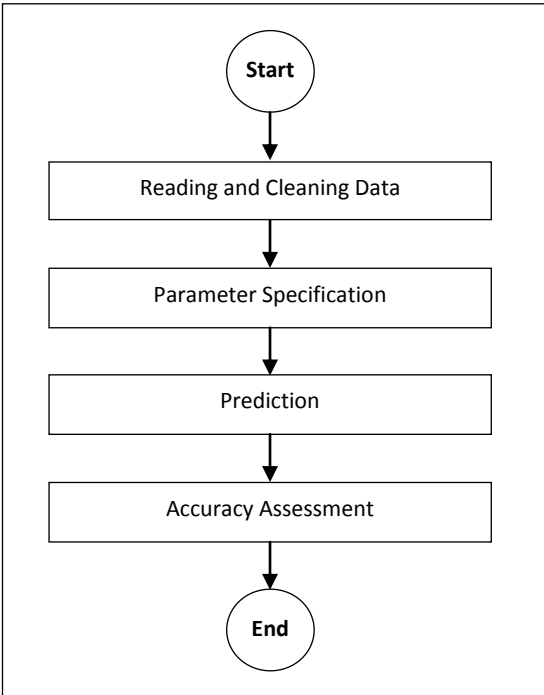 Start
Reading and Cleaning Data
Parameter Specification
Prediction
Accuracy Assessment
End